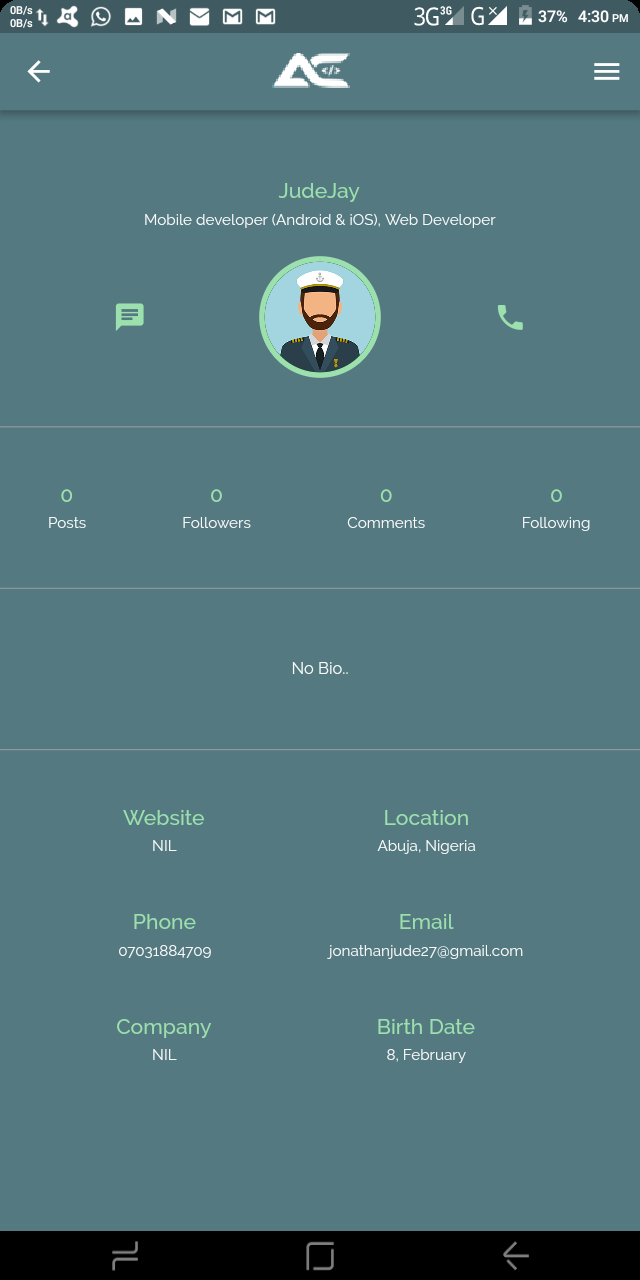 0B/s
0B/s
3G 3G G 37% 4:30 PM
AC </>
JudeJay
Mobile developer (Android & iOS), Web Developer
0 0 0 0
Posts Followers Comments Following
No Bio..
Website Location
NIL Abuja, Nigeria
Phone Email
07031884709 jonathanjude27@gmail.com
Company Birth Date
NIL 8, February